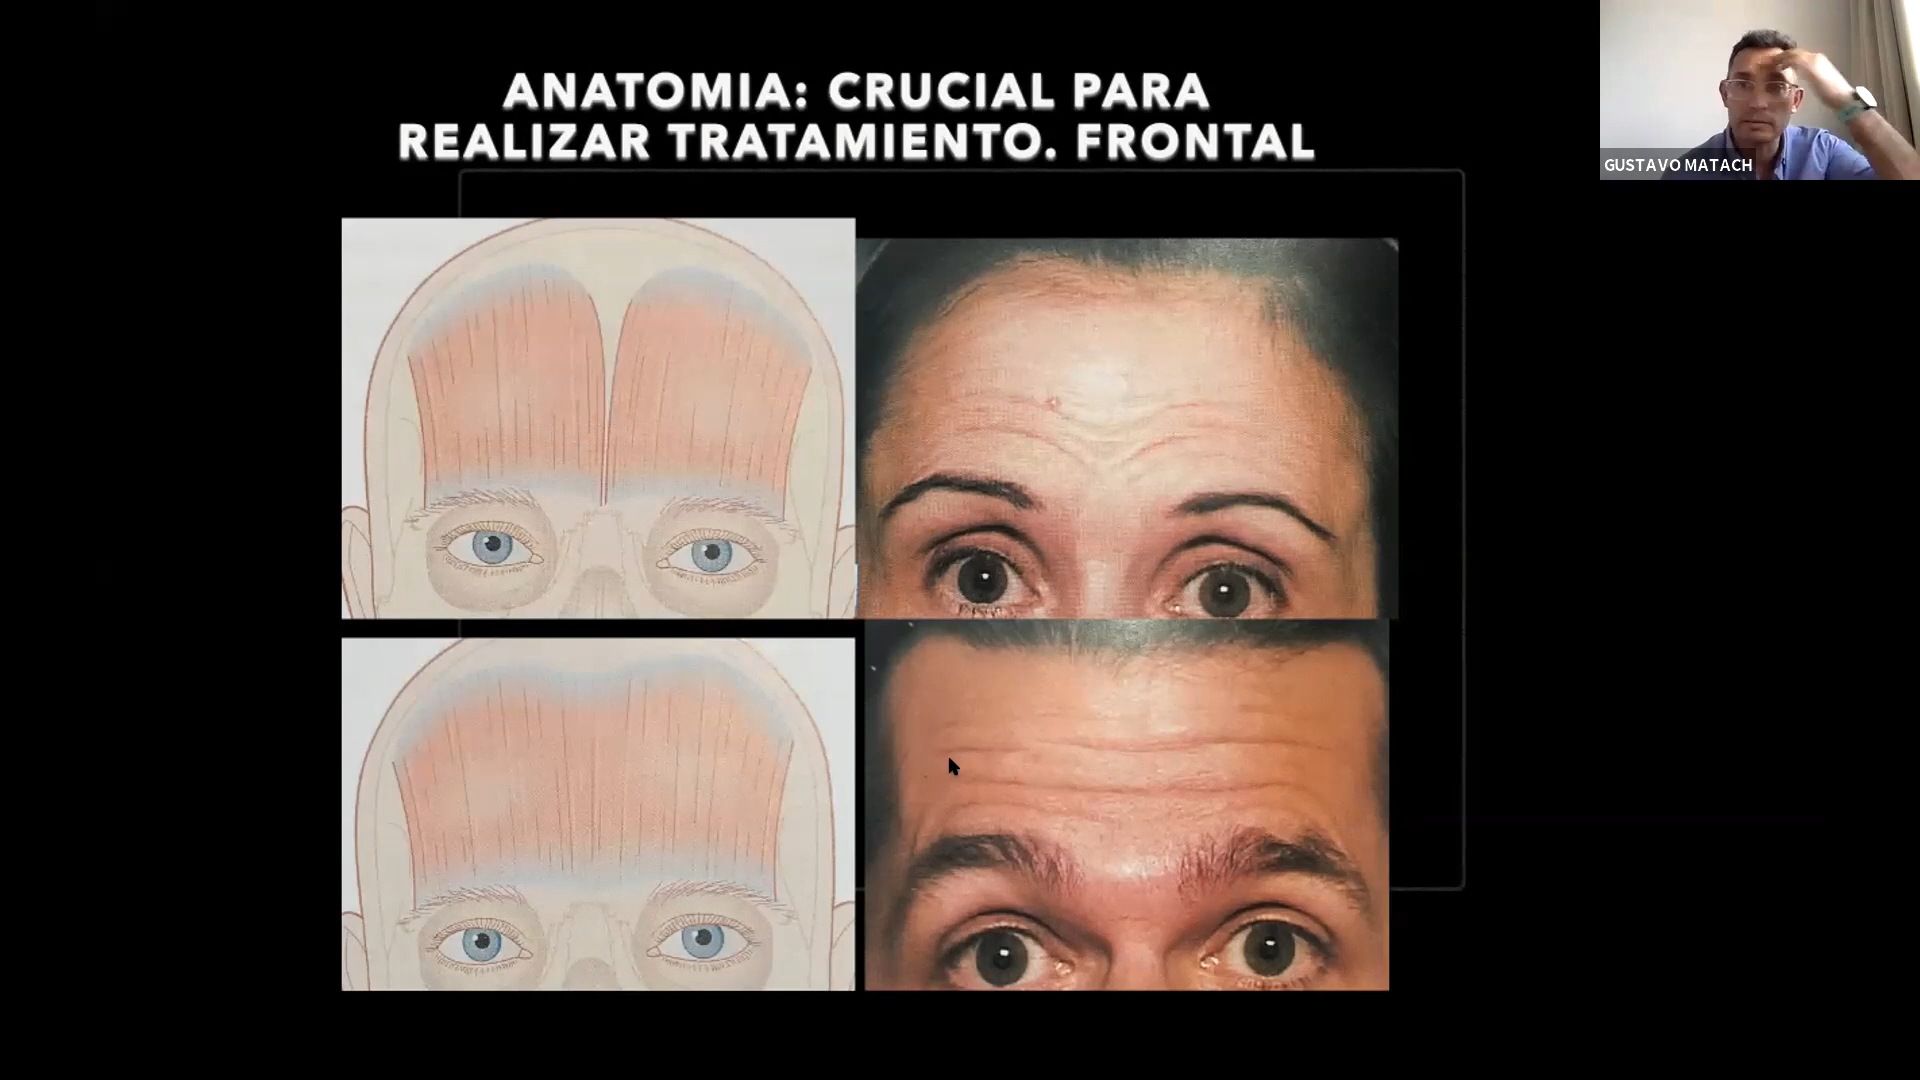 ANATOMIA: CRUCIAL PARA
REALIZAR TRATAMIENTO. FRONTAL
GUSTAVO MATACH